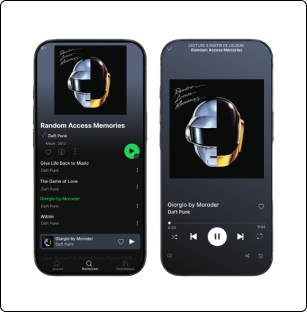 Random Access Memories
Random Access Memories
Daft Punk
Album . 2013
Give Life Back to Music
Daft Punk
The Game of Love
Daft Punk
Giorgio by Moroder
Daft Punk
Within
Daft Punk
Giorgio by Moroder
Daft Punk
Accueil
Rechercher
Bibliothèque
LECTURE À PARTIR DE L'ALBUM
Random Access Memories
Random Access Memories
Giorgio by Moroder
Daft Punk
0:00